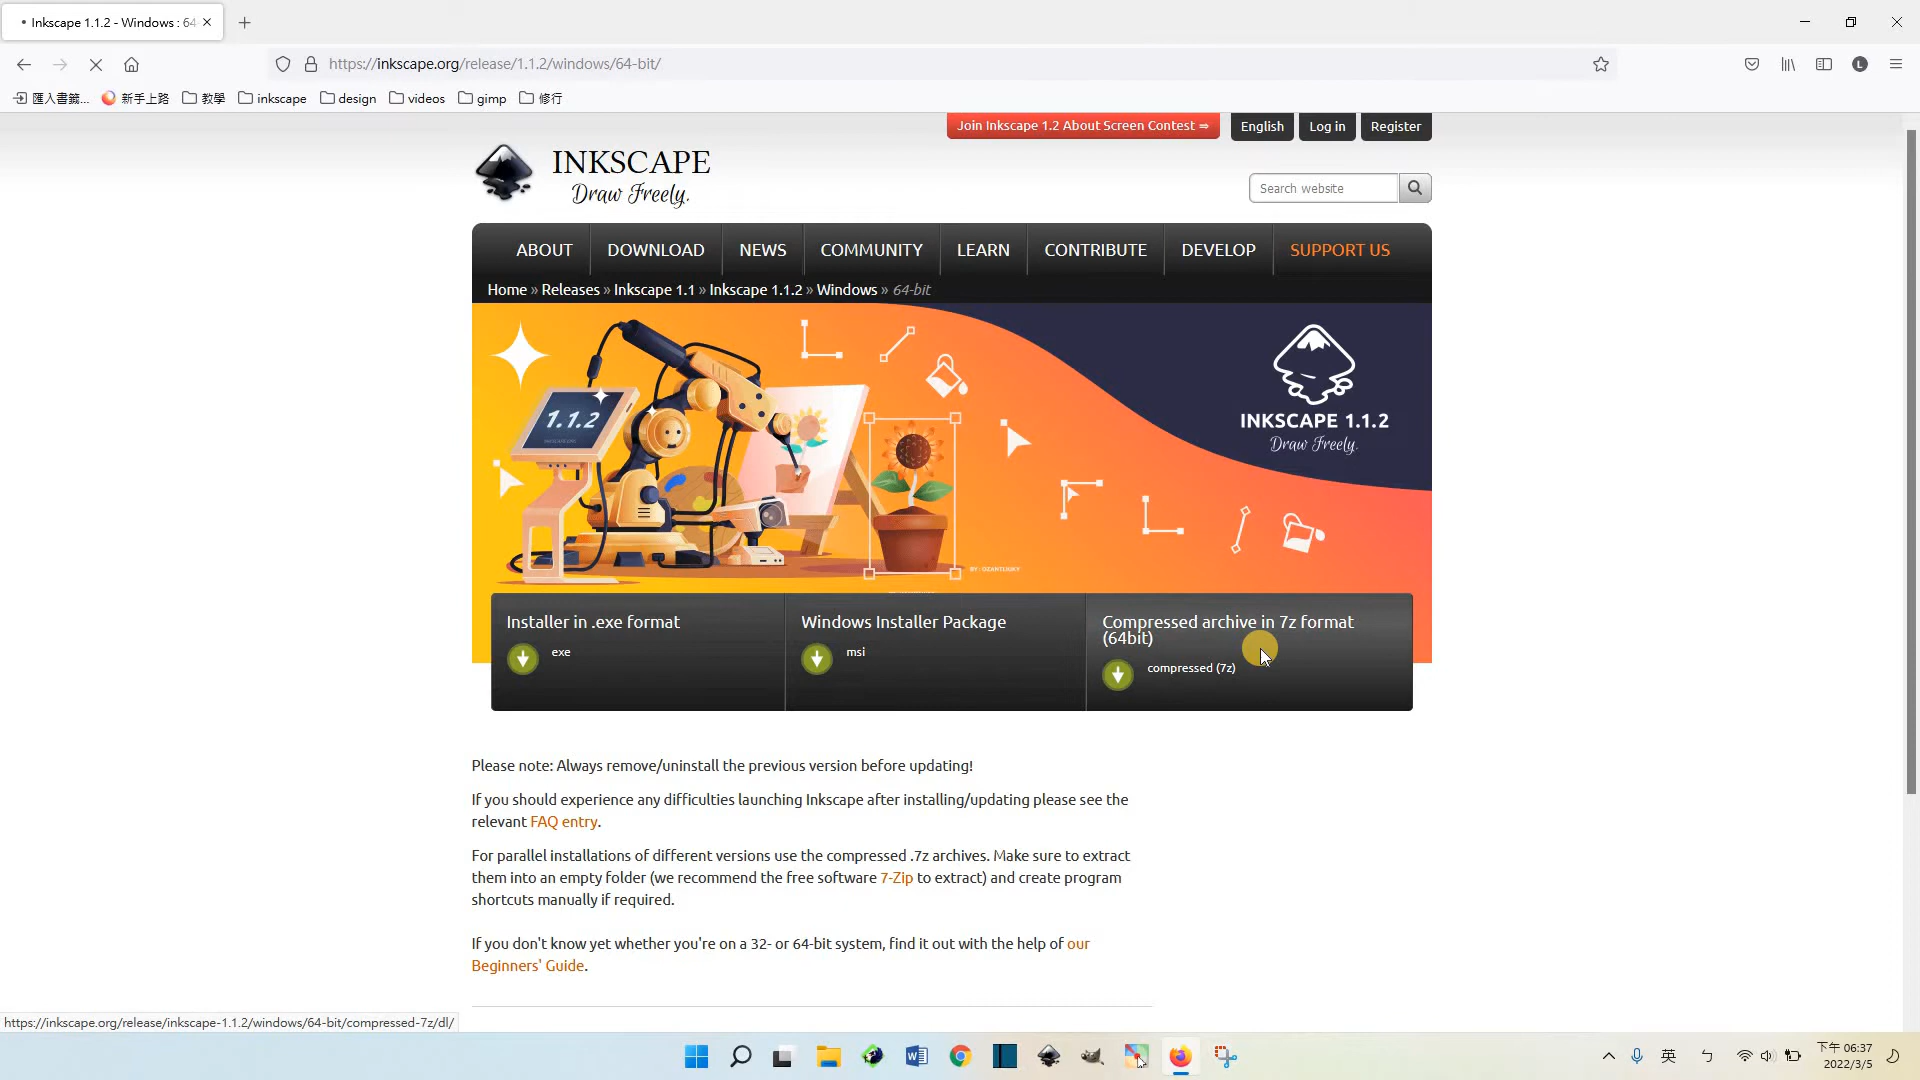 Inkscape 1.1.2 - Windows : 64
https://inkscape.org/release/1.1.2/windows/64-bit/
匯入書籤... 新手上路 教學 inkscape design videos gimp 修行
Join Inkscape 1.2 About Screen Contest ⇒ English Log in Register
INKSCAPE
Draw Freely.
Search website
ABOUT DOWNLOAD NEWS COMMUNITY LEARN CONTRIBUTE DEVELOP SUPPORT US
Home » Releases » Inkscape 1.1 » Inkscape 1.1.2 » Windows » 64-bit
1.1.2
INKSCAPE 1.1.2
Draw Freely.
Installer in .exe format
exe
Windows Installer Package
msi
Compressed archive in 7z format
(64bit)
compressed (7z)
Please note: Always remove/uninstall the previous version before updating!
If you should experience any difficulties launching Inkscape after installing/updating please see the
relevant FAQ entry.
For parallel installations of different versions use the compressed .7z archives. Make sure to extract
them into an empty folder (we recommend the free software 7-Zip to extract) and create program
shortcuts manually if required.
If you don't know yet whether you're on a 32- or 64-bit system, find it out with the help of our
Beginners' Guide.
https://inkscape.org/release/inkscape-1.1.2/windows/64-bit/compressed-7z/dl/
英 ㄅ 下午 06:37
2022/3/5